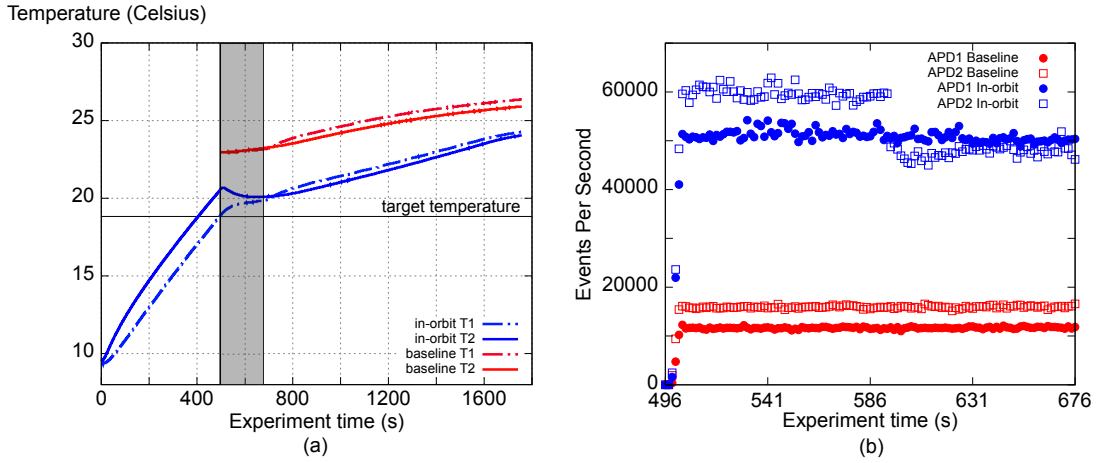 Temperature (Celsius)
30
25
20
15
10
target temperature
in-orbit T1
in-orbit T2
baseline T1
baseline T2
0 400 800 1200 1600
Experiment time (s)
(a)
Events Per Second
60000
40000
20000
0
APD1 Baseline
APD2 Baseline
APD1 In-orbit
APD2 In-orbit
496 541 586 631 676
Experiment time (s)
(b)